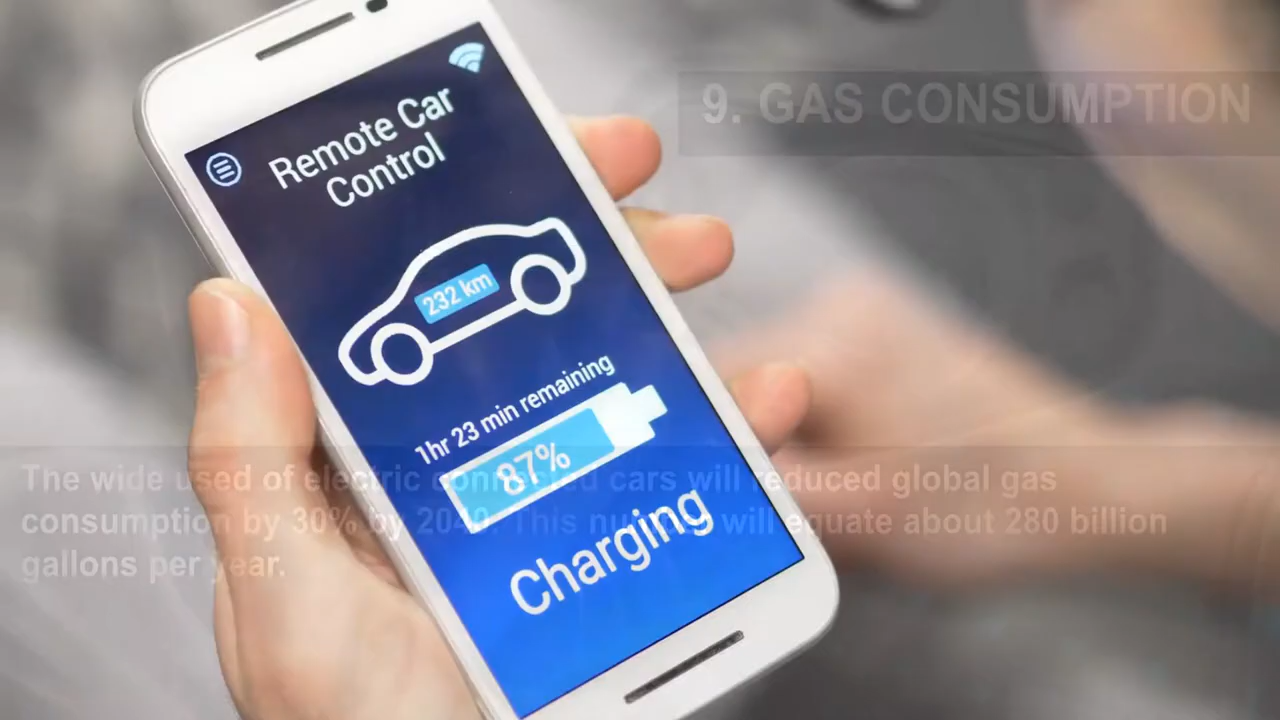 9. GAS CONSUMPTION
Remote Car
Control
232 km
1hr 23 min remaining
87%
Charging
The wide used of electric connected cars will reduced global gas
consumption by 30% by 2040. This number will equate about 280 billion
gallons per year.